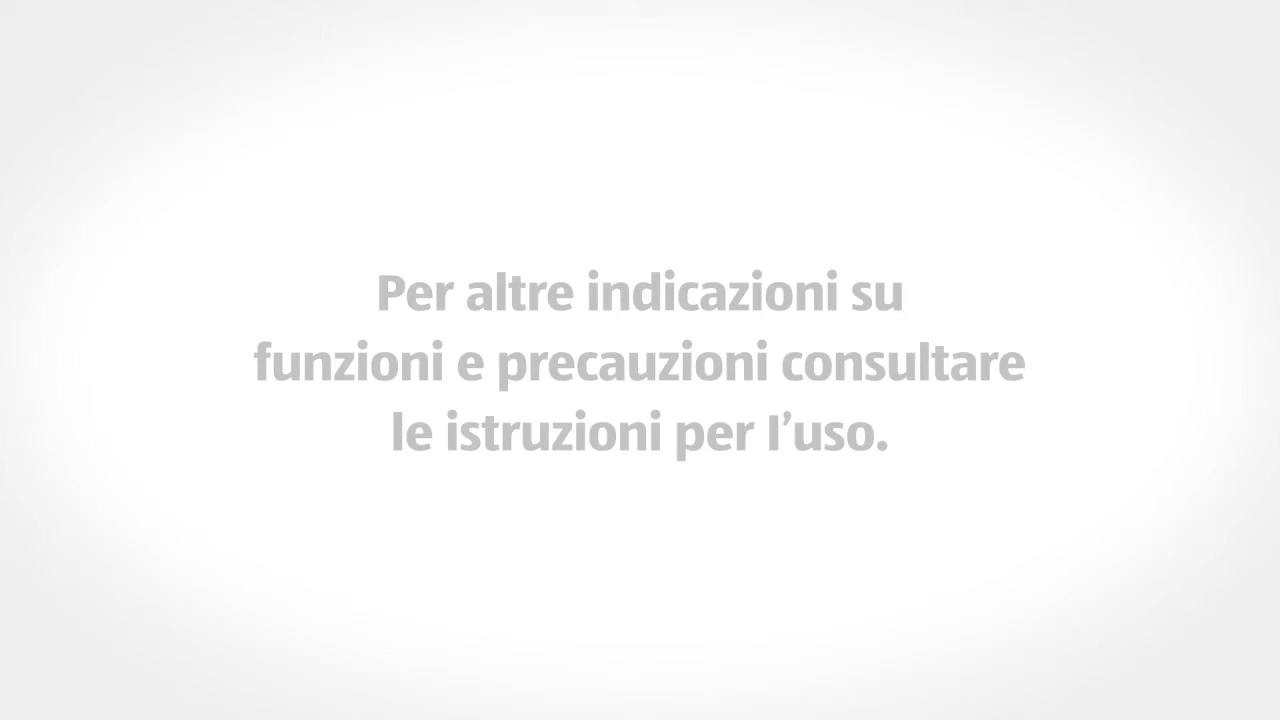 Per altre indicazioni su
funzioni e precauzioni consultare
le istruzioni per l’uso.